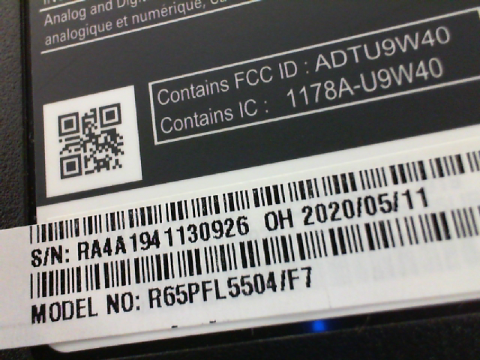 Analog and Digi
analogique et numérique,
Contains FCC ID : ADTU9W40
Contains IC : 1178A-U9W40
S/N: RA4A1941130926 OH 2020/05/11
MODEL NO: R65PFL5504/F7